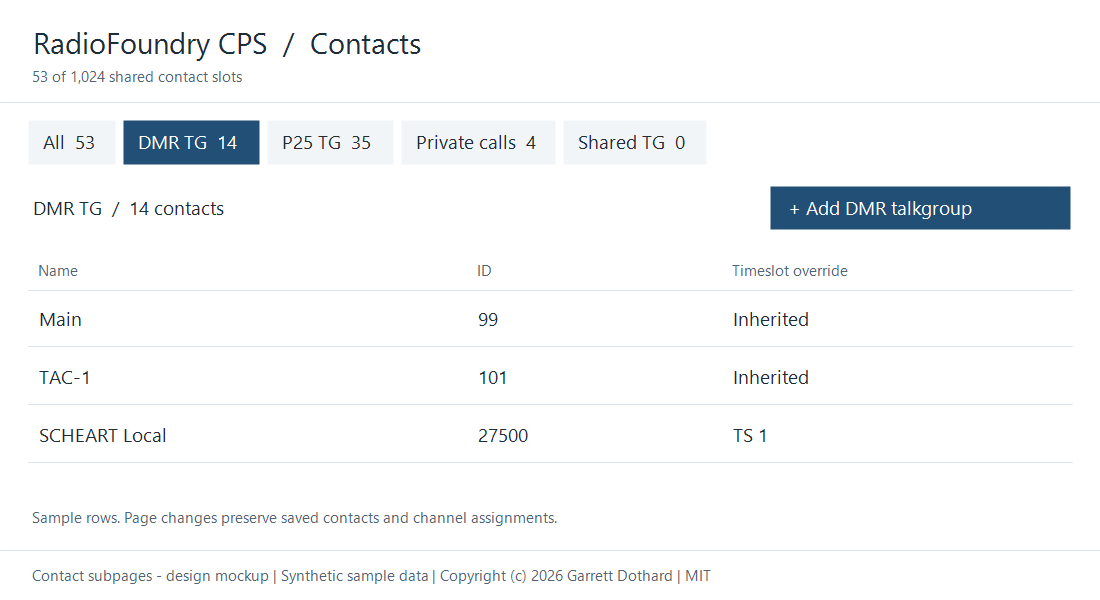 RadioFoundry CPS / Contacts
53 of 1,024 shared contact slots
All 53 DMR TG 14 P25 TG 35 Private calls 4 Shared TG 0
DMR TG / 14 contacts + Add DMR talkgroup
Name ID Timeslot override
Main 99 Inherited
TAC-1 101 Inherited
SCHEART Local 27500 TS 1
Sample rows. Page changes preserve saved contacts and channel assignments.
Contact subpages - design mockup | Synthetic sample data | Copyright (c) 2026 Garrett Dothard | MIT